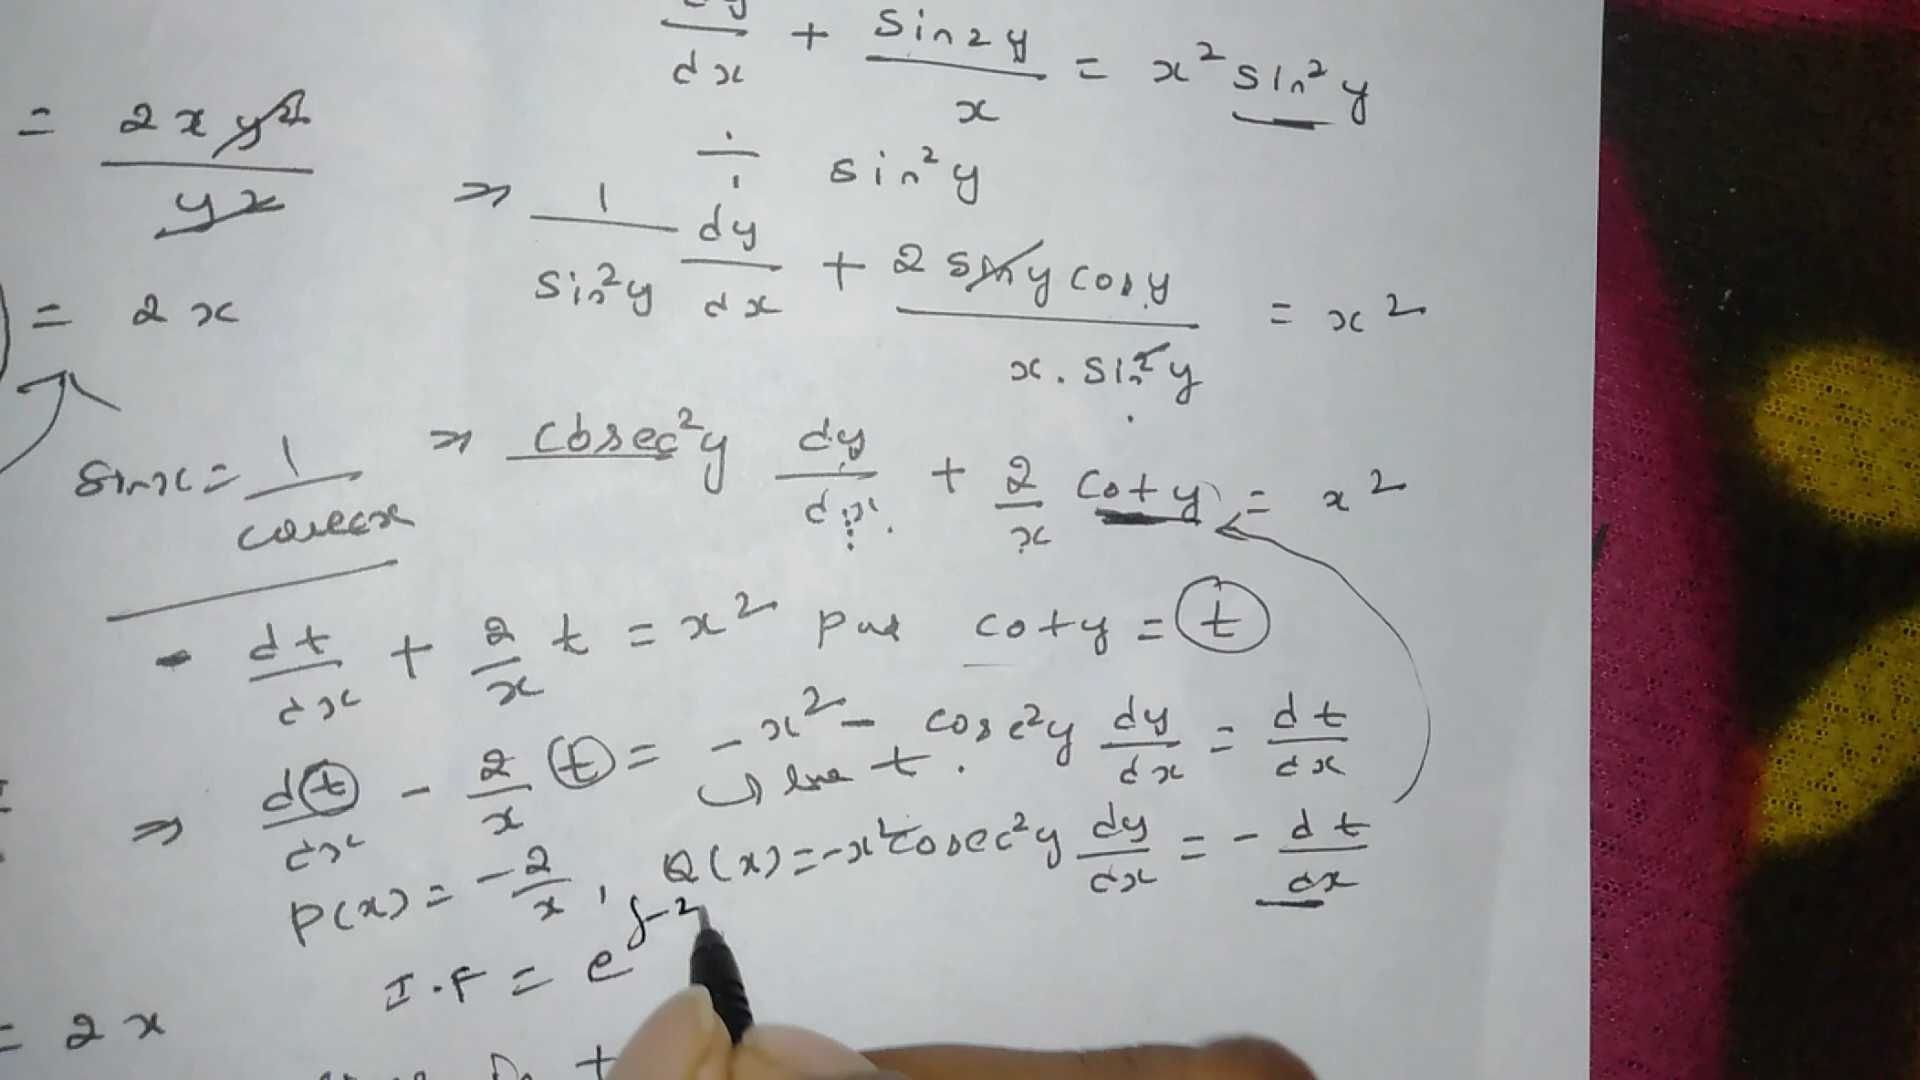 = 2xy² / yx
= 2x
sinx = 1 / cosecx
= 2x
dy/dx + sin2y / x = x² sin²y
÷ sin²y
⇒ 1 / sin²y dy/dx + 2 siny cosy / x . sin²y = x²
⇒ cosec²y dy/dx + 2/x coty = x²
- dt/dx + 2/x t = x² put coty = t
⇒ dt/dx - 2/x t = -x² - cosec²y dy/dx = dt/dx
t .
P(x) = -2/x , Q(x) = -x² cosec²y dy/dx = - dt/dx
I.F = e^∫-2